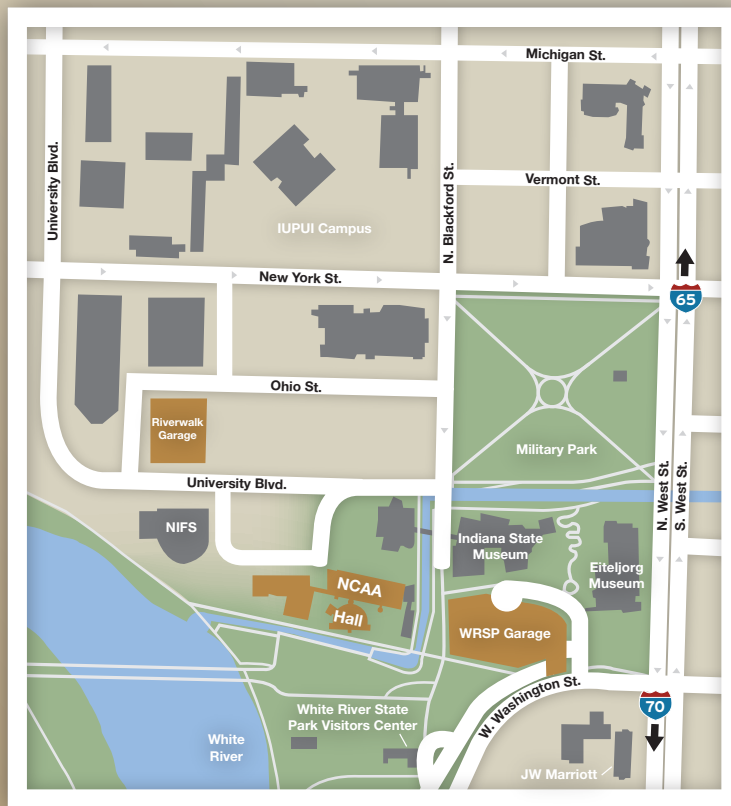 Michigan St.
University Blvd.
N. Blackford St.
Vermont St.
IUPUI Campus
New York St.
65
Ohio St.
Riverwalk
Garage
Military Park
University Blvd.
N. West St.
S. West St.
NIFS
Indiana State
Museum
Eiteljorg
Museum
NCAA
Hall
WRSP Garage
W. Washington St.
70
White River State
Park Visitors Center
White
River
JW Marriott